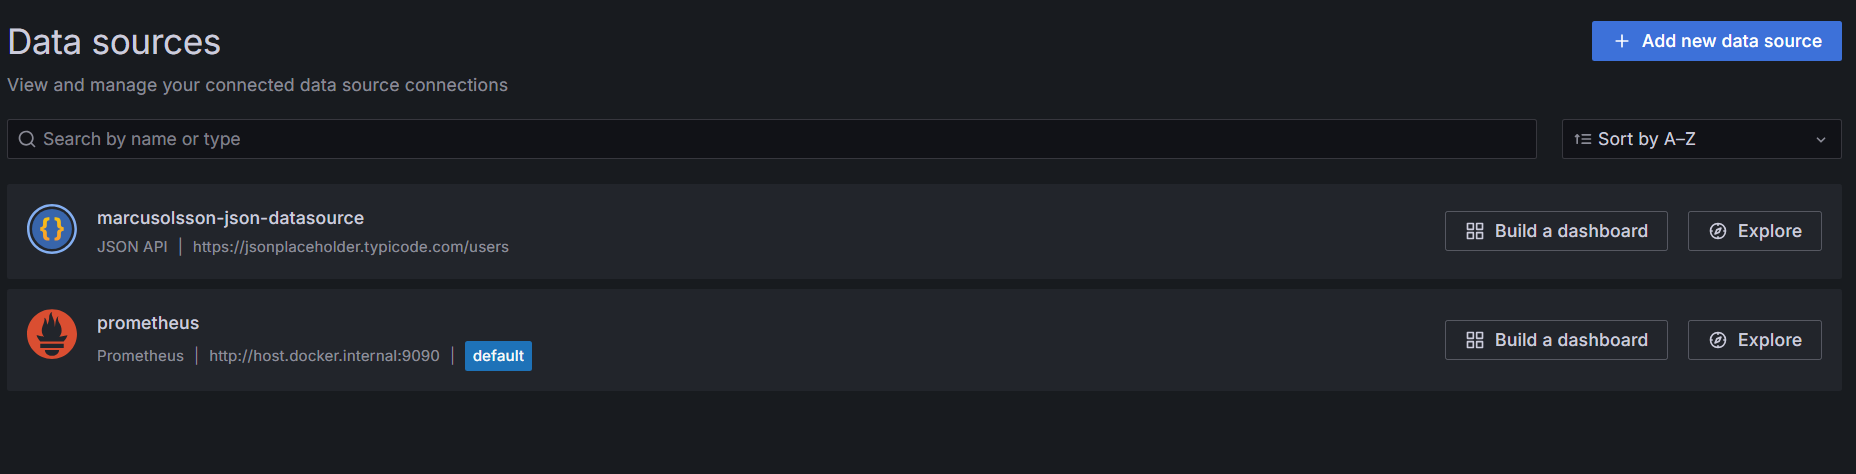 Data sources
Add new data source
View and manage your connected data source connections
Search by name or type
Sort by A–Z
marcusolsson-json-datasource
JSON API | https://jsonplaceholder.typicode.com/users
Build a dashboard
Explore
prometheus
Prometheus | http://host.docker.internal:9090 | default
Build a dashboard
Explore